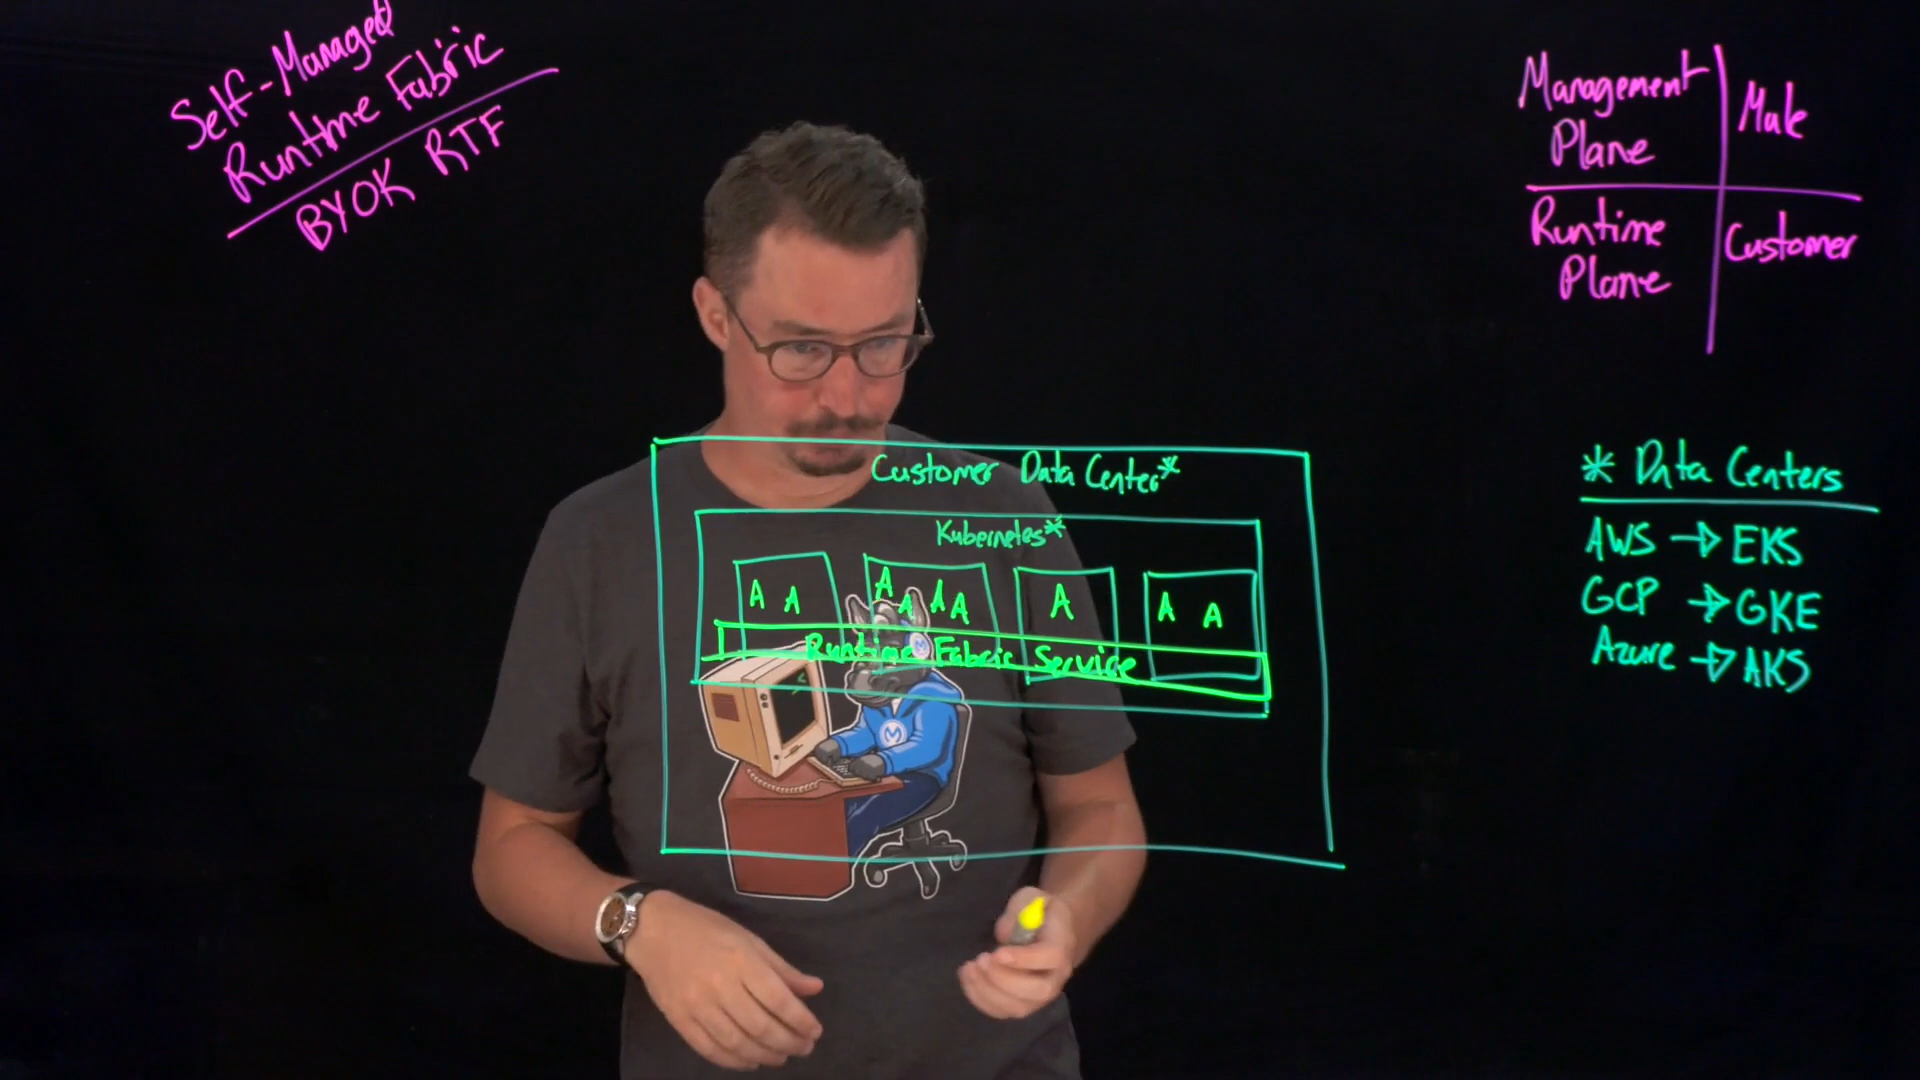 Self-Managed
Runtime Fabric
BYOK RTF
Management
Plane
Mule
Runtime
Plane
Customer
Customer Data Center*
Kubernetes*
A A
A A A A
A
A A
Runtime Fabric Service
* Data Centers
AWS → EKS
GCP → GKE
Azure → AKS